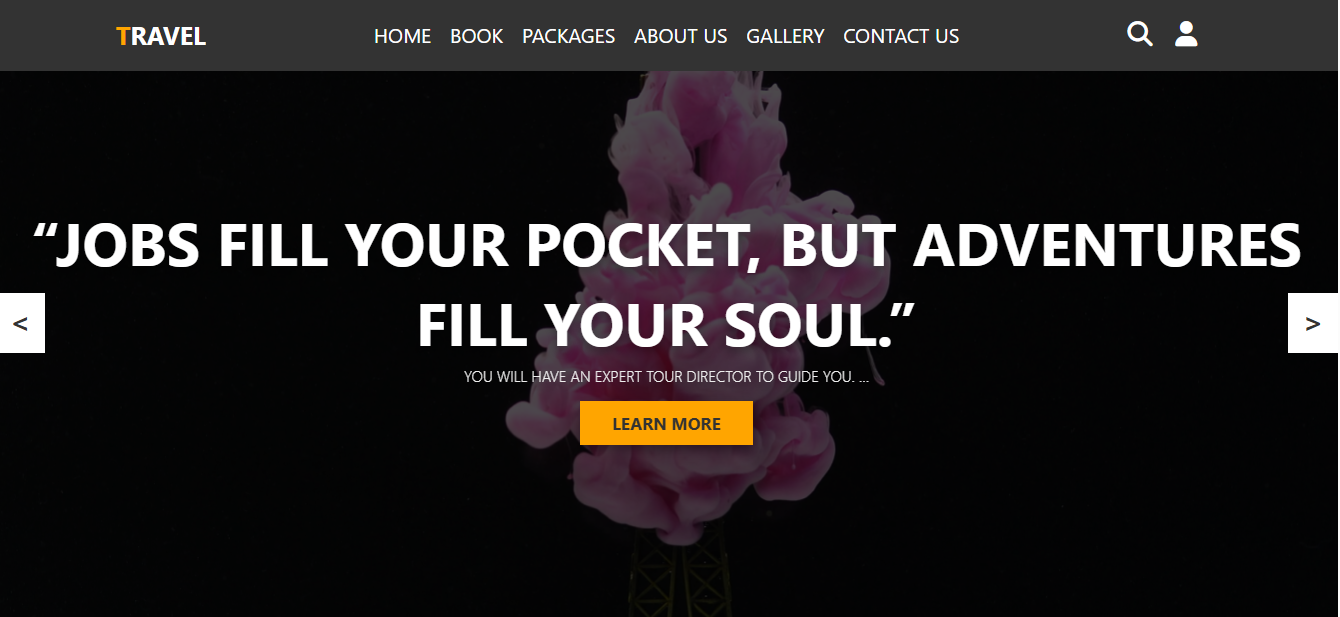 TRAVEL
HOME BOOK PACKAGES ABOUT US GALLERY CONTACT US
“JOBS FILL YOUR POCKET, BUT ADVENTURES
FILL YOUR SOUL.”
<
>
YOU WILL HAVE AN EXPERT TOUR DIRECTOR TO GUIDE YOU. ...
LEARN MORE